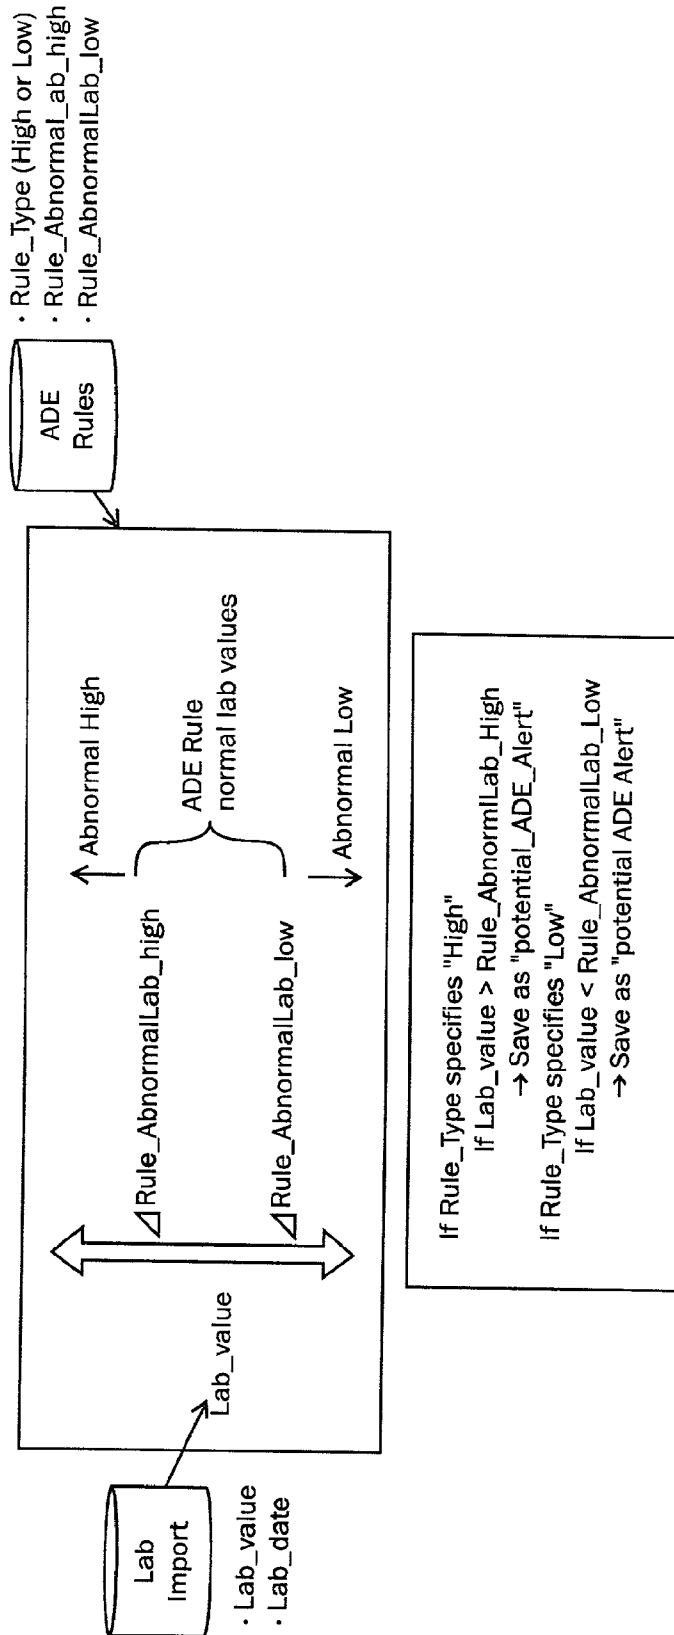 Lab
Import
· Lab_value
· Lab_date
Lab_value
Rule_AbnormalLab_high
Rule_AbnormalLab_low
Abnormal High
ADE Rule
normal lab values
Abnormal Low
ADE
Rules
· Rule_Type (High or Low)
· Rule_Abnormal_ab_high
· Rule_AbnormalLab_low
If Rule_Type specifies "High"
If Lab_value > Rule_AbnormlLab_High
→ Save as "potential_ADE_Alert"
If Rule_Type specifies "Low"
If Lab_value < Rule_AbnormalLab_Low
→ Save as "potential ADE Alert"